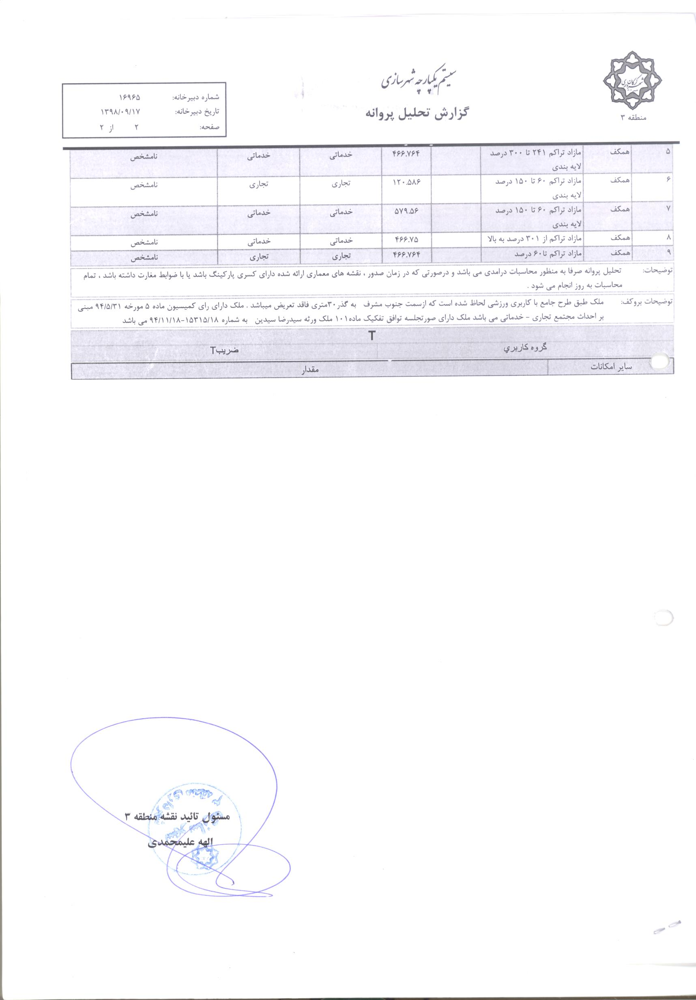 شهرداری گرگان
منطقه ۳
سیستم یکپارچه شهرسازی
گزارش تحلیل پروانه
شماره دبیرخانه: ۱۶۹۶۵
تاریخ دبیرخانه: ۱۳۹۸/۰۹/۱۷
صفحه: ۲ از ۲
۵ همکف مازاد تراکم ۲۴۱ تا ۳۰۰ درصد ۴۶۶.۷۶۴ خدماتی خدماتی نامشخص
لایه بندی
۶ همکف مازاد تراکم ۶۰ تا ۱۵۰ درصد ۱۲۰.۵۸۶ تجاری تجاری نامشخص
لایه بندی
۷ همکف مازاد تراکم ۶۰ تا ۱۵۰ درصد ۵۷۹.۵۶ خدماتی خدماتی نامشخص
لایه بندی
۸ همکف مازاد تراکم از ۳۰۱ درصد به بالا ۴۶۶.۷۵ خدماتی خدماتی نامشخص
۹ همکف مازاد تراکم تا۶۰ درصد ۴۶۶.۷۶۴ تجاری تجاری نامشخص
توضیحات: تحلیل پروانه صرفا به منظور محاسبات درامدی می باشد و درصورتی که در زمان صدور ، نقشه های معماری ارائه شده دارای کسری پارکینگ باشد یا با ضوابط مغارت داشته باشد ، تمام
محاسبات به روز انجام می شود .
توضیحات بروکف: ملک طبق طرح جامع با کاربری ورزشی لحاظ شده است که ازسمت جنوب مشرف به گذر۳۰متری فاقد تعریض میباشد . ملک دارای رای کمیسیون ماده ۵ مورخه ۹۴/۵/۳۱ مبنی
بر احداث مجتمع تجاری - خدماتی می باشد ملک دارای صورتجلسه توافق تفکیک ماده۱۰۱ ملک ورثه سیدرضا سیدین به شماره ۱۵۳۱۵/۱۸-۹۴/۱۱/۱۸ می باشد
T
گروه کاربري ضریبT
سایر امکانات مقدار
مسئول تائید نقشه منطقه ۳
الهه علیمحمدی